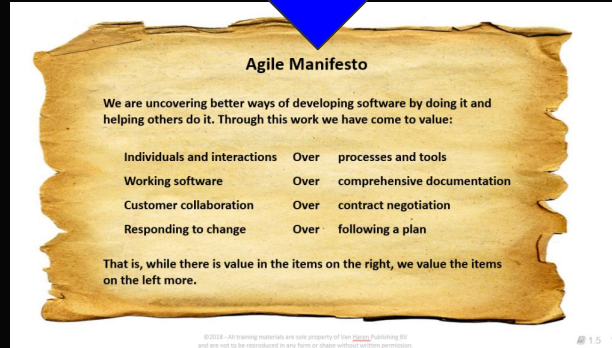 Agile Manifesto
We are uncovering better ways of developing software by doing it and
helping others do it. Through this work we have come to value:
Individuals and interactions Over processes and tools
Working software Over comprehensive documentation
Customer collaboration Over contract negotiation
Responding to change Over following a plan
That is, while there is value in the items on the right, we value the items
on the left more.
©2018 - All training materials are sole property of Van Haren Publishing BV
and are not to be reproduced in any form or shape without written permission.
1.5